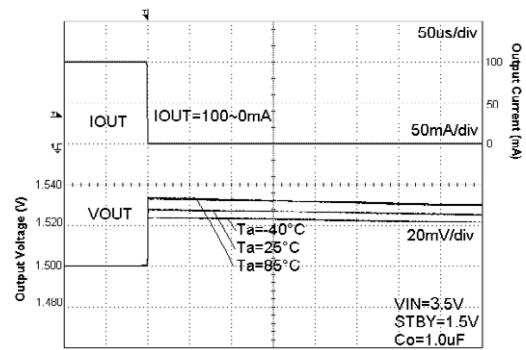 50us/div
Output Current (mA)
100
50
0
IOUT
IOUT=100~0mA
50mA/div
Output Voltage (V)
1.540
1.520
1.500
1.480
VOUT
Ta=-40°C
Ta=25°C
Ta=85°C
20mV/div
VIN=3.5V
STBY=1.5V
Co=1.0uF